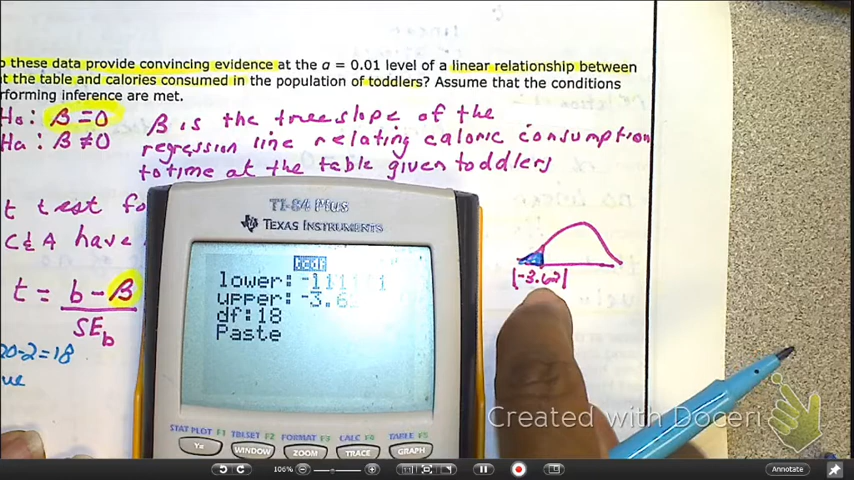 these data provide convincing evidence at the a = 0.01 level of a linear relationship between
at the table and calories consumed in the population of toddlers? Assume that the conditions
erforming inference are met.
Ho: β = 0
Ha: β ≠ 0
β is the true slope of the
regression line relating caloric consumption
to time at the table given toddlers
t test fo
C & A have
t = b - β
SEb
20-2=18
TI-84 Plus
TEXAS INSTRUMENTS
tcdf
lower:-111111
upper:-3.62
df:18
Paste
|-3.62|
STAT PLOT F1 TBLSET F2 FORMAT F3 CALC F4 TABLE F5
Y= WINDOW ZOOM TRACE GRAPH
Created with Doceri
106%
Annotate